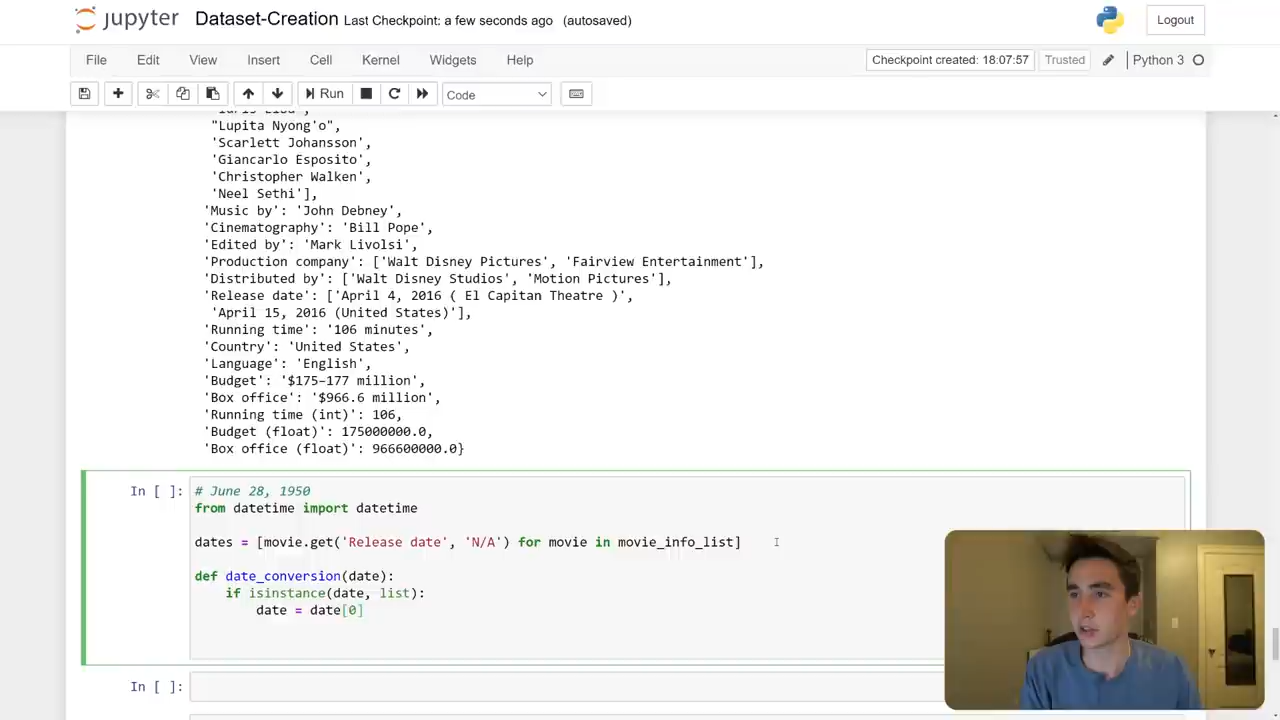 jupyter Dataset-Creation Last Checkpoint: a few seconds ago (autosaved) Logout
File Edit View Insert Cell Kernel Widgets Help Checkpoint created: 18:07:57 Trusted Python 3
Run Code
"Lupita Nyong'o",
'Scarlett Johansson',
'Giancarlo Esposito',
'Christopher Walken',
'Neel Sethi'],
'Music by': 'John Debney',
'Cinematography': 'Bill Pope',
'Edited by': 'Mark Livolsi',
'Production company': ['Walt Disney Pictures', 'Fairview Entertainment'],
'Distributed by': ['Walt Disney Studios', 'Motion Pictures'],
'Release date': ['April 4, 2016 ( El Capitan Theatre )',
'April 15, 2016 (United States)'],
'Running time': '106 minutes',
'Country': 'United States',
'Language': 'English',
'Budget': '$175–177 million',
'Box office': '$966.6 million',
'Running time (int)': 106,
'Budget (float)': 175000000.0,
'Box office (float)': 966600000.0}
In [ ]: # June 28, 1950
from datetime import datetime
dates = [movie.get('Release date', 'N/A') for movie in movie_info_list]
def date_conversion(date):
if isinstance(date, list):
date = date[0]
In [ ]: